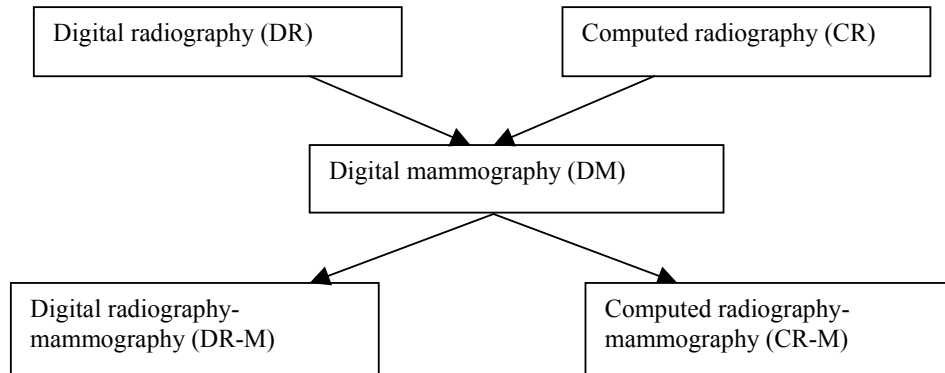 Digital radiography (DR)
Computed radiography (CR)
Digital mammography (DM)
Digital radiography-
mammography (DR-M)
Computed radiography-
mammography (CR-M)